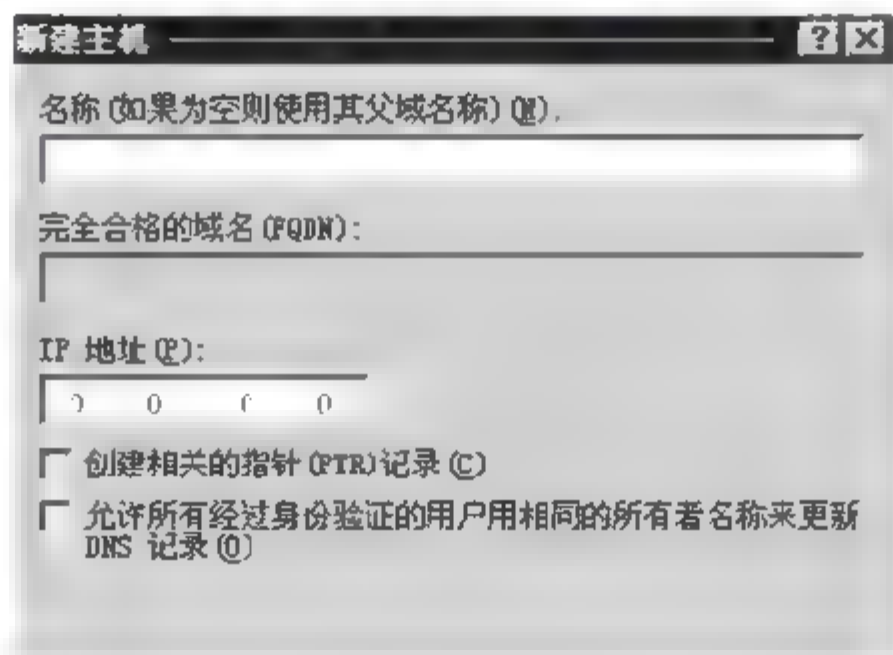 新建主机
名称(如果为空则使用其父域名称)(N).
完全合格的域名(FQDN):
IP 地址(P):
0 0 0 0
创建相关的指针(PTR)记录(C)
允许所有经过身份验证的用户用相同的所有者名称来更新
DNS 记录(O)